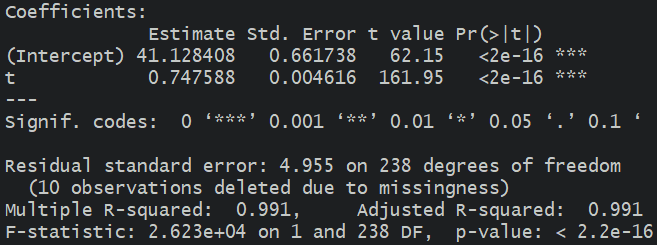 Coefficients:
             Estimate Std. Error t value Pr(>|t|)
(Intercept) 41.128408   0.661738   62.15   <2e-16 ***
t            0.747588   0.004616  161.95   <2e-16 ***
---
Signif. codes:  0 ‘***’ 0.001 ‘**’ 0.01 ‘*’ 0.05 ‘.’ 0.1 ‘

Residual standard error: 4.955 on 238 degrees of freedom
  (10 observations deleted due to missingness)
Multiple R-squared:  0.991,	Adjusted R-squared:  0.991
F-statistic: 2.623e+04 on 1 and 238 DF,  p-value: < 2.2e-16